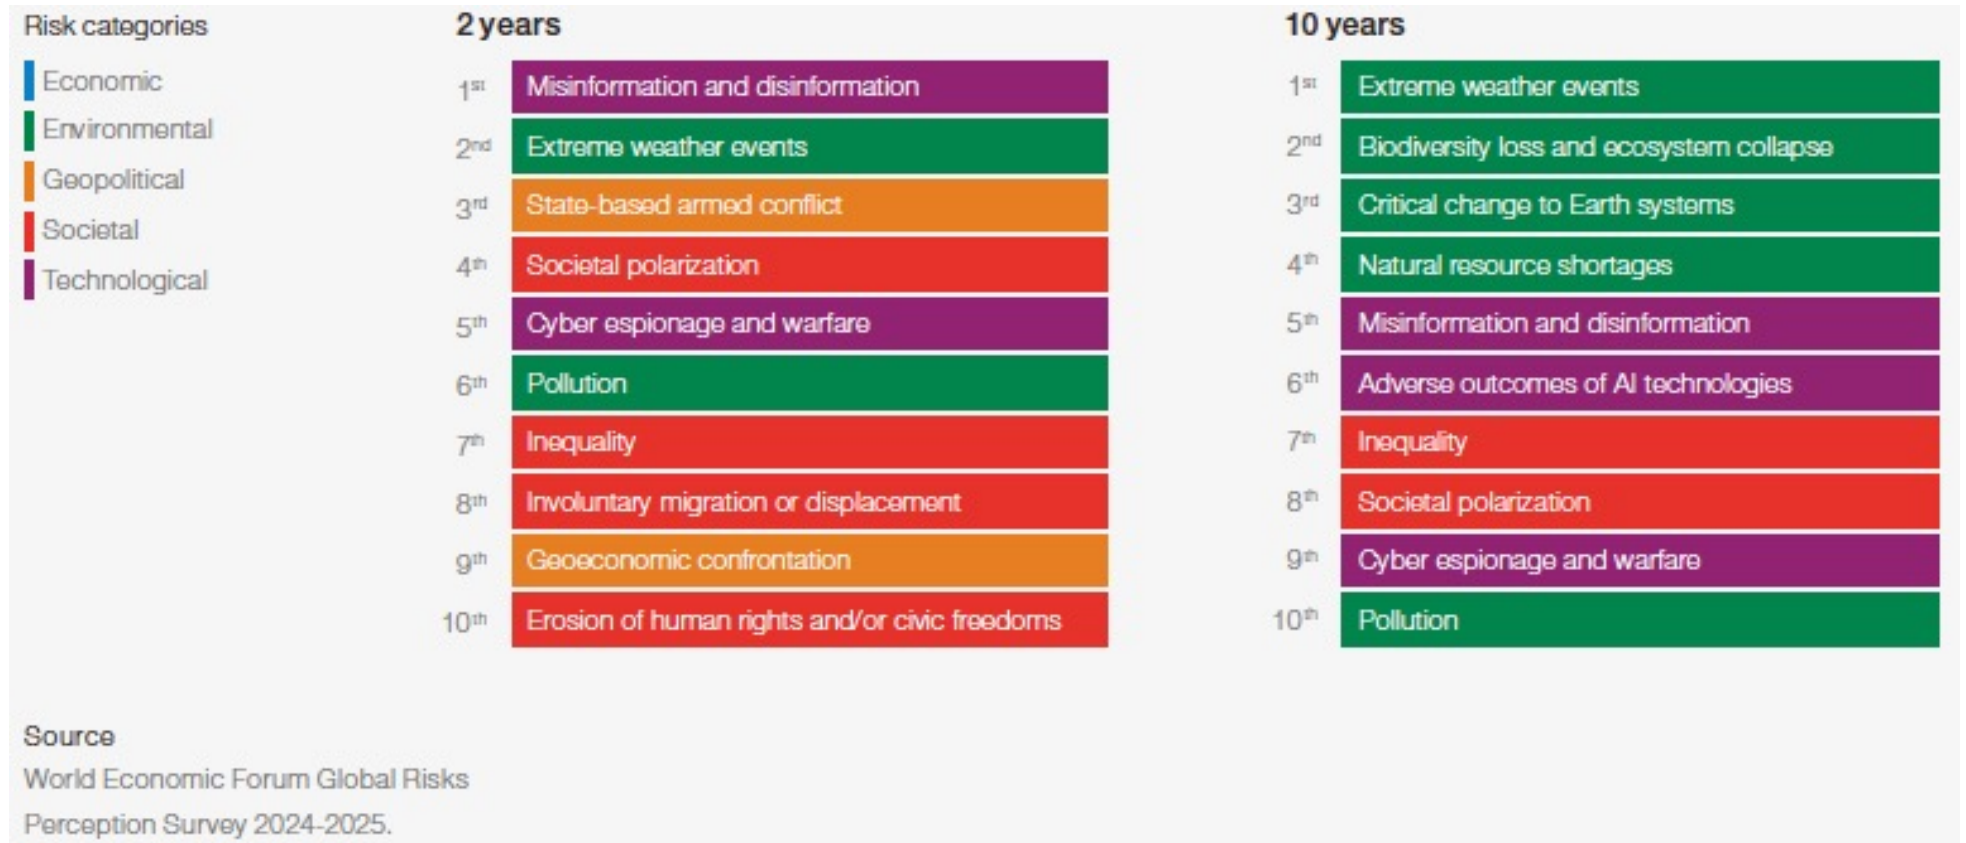 Risk categories
Economic
Environmental
Geopolitical
Societal
Technological
2 years
1st Misinformation and disinformation
2nd Extreme weather events
3rd State-based armed conflict
4th Societal polarization
5th Cyber espionage and warfare
6th Pollution
7th Inequality
8th Involuntary migration or displacement
9th Geoeconomic confrontation
10th Erosion of human rights and/or civic freedoms
10 years
1st Extreme weather events
2nd Biodiversity loss and ecosystem collapse
3rd Critical change to Earth systems
4th Natural resource shortages
5th Misinformation and disinformation
6th Adverse outcomes of AI technologies
7th Inequality
8th Societal polarization
9th Cyber espionage and warfare
10th Pollution
Source
World Economic Forum Global Risks
Perception Survey 2024-2025.